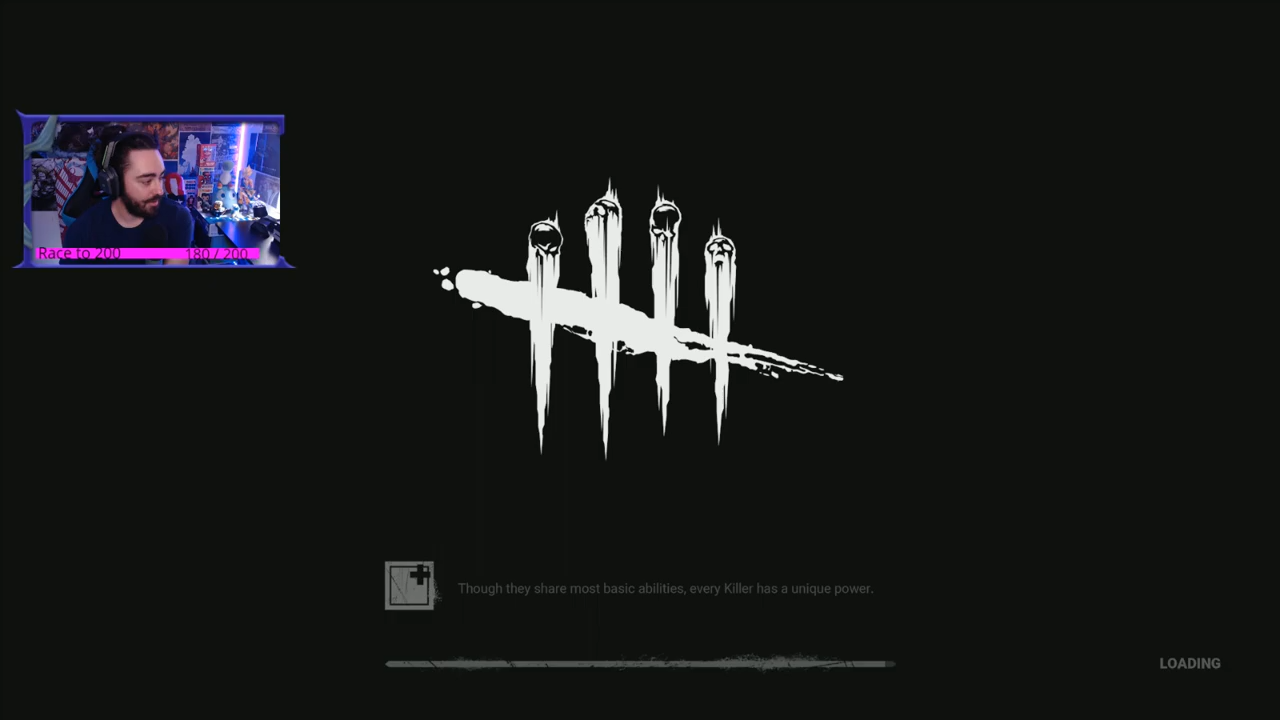 Race to 200 180 / 200
Though they share most basic abilities, every Killer has a unique power.
LOADING